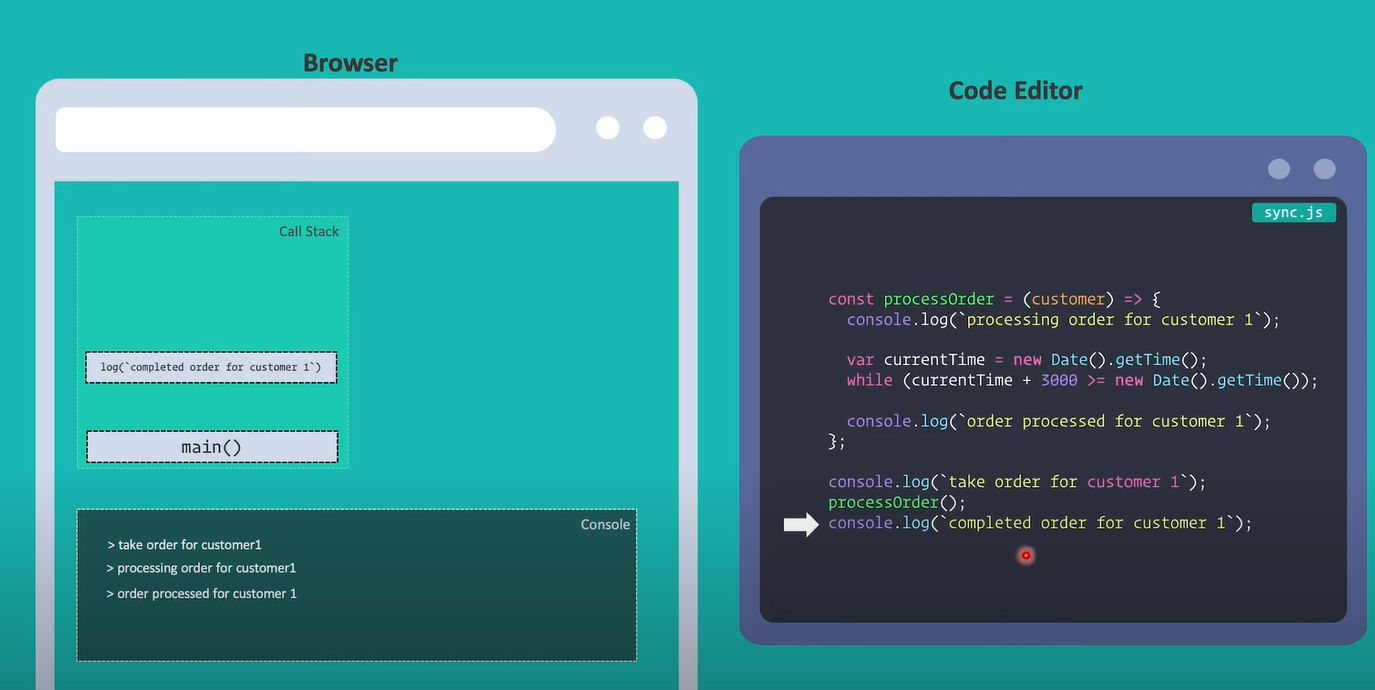 Browser
Call Stack
log(`completed order for customer 1`)
main()
Console
> take order for customer1
> processing order for customer1
> order processed for customer 1
Code Editor
sync.js
const processOrder = (customer) => {
  console.log(`processing order for customer 1`);
  var currentTime = new Date().getTime();
  while (currentTime + 3000 >= new Date().getTime());
  console.log(`order processed for customer 1`);
};
console.log(`take order for customer 1`);
processOrder();
console.log(`completed order for customer 1`);